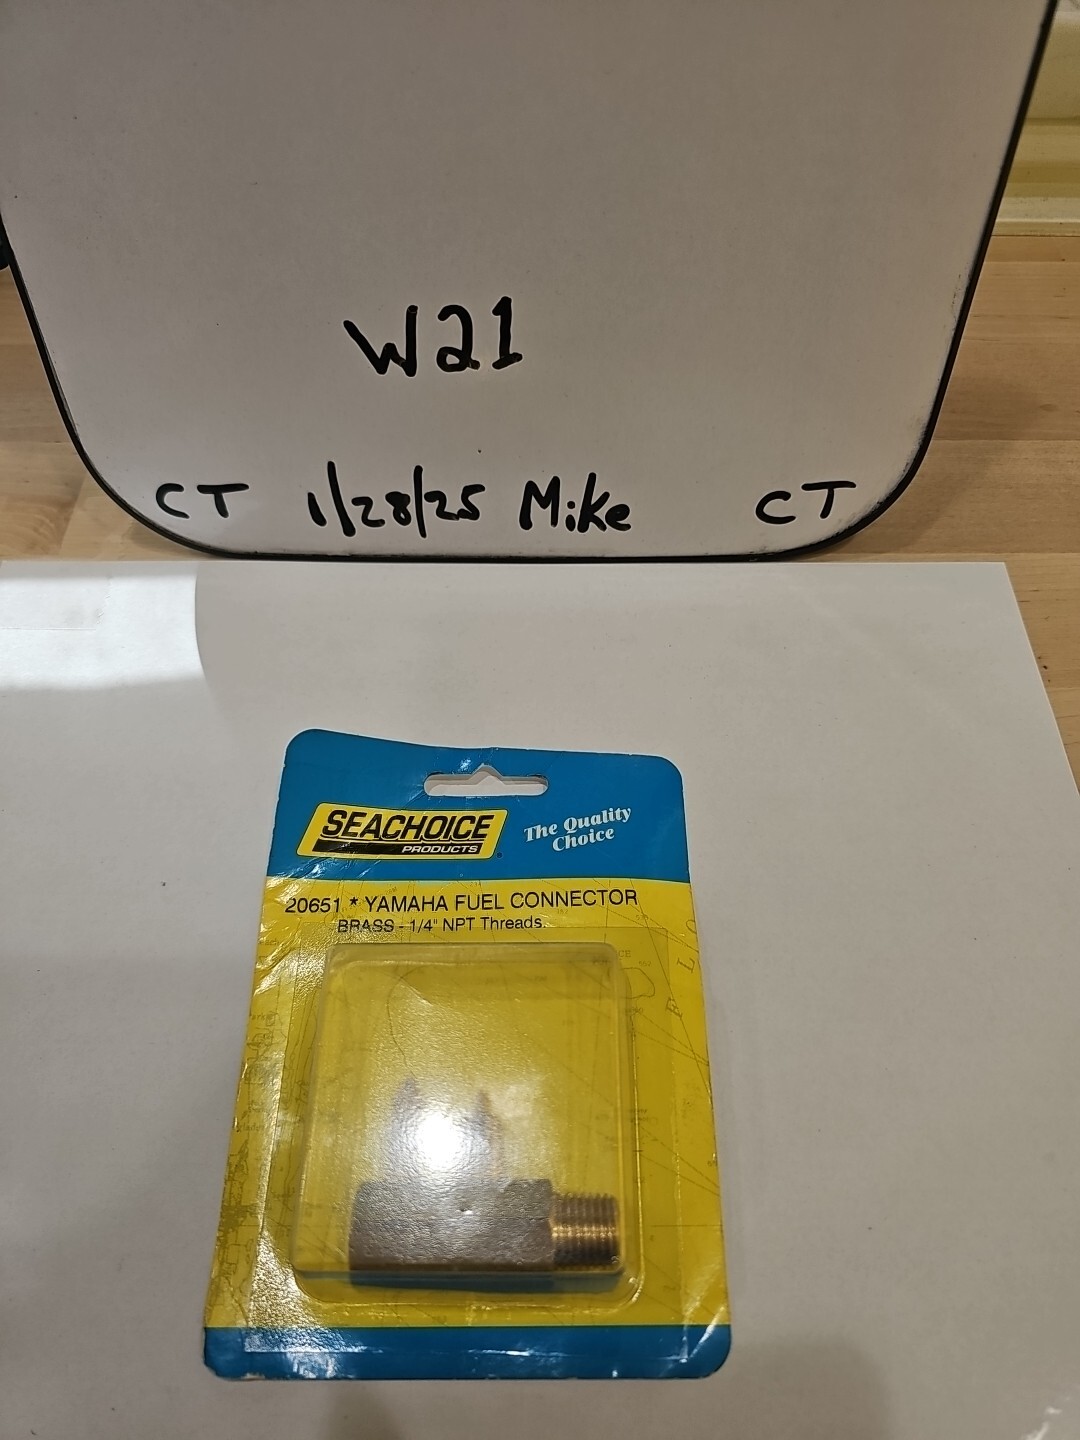 W21
CT 1/28/25 Mike CT
SEACHOICE
PRODUCTS
The Quality
Choice
20651 * YAMAHA FUEL CONNECTOR
BRASS - 1/4" NPT Threads.